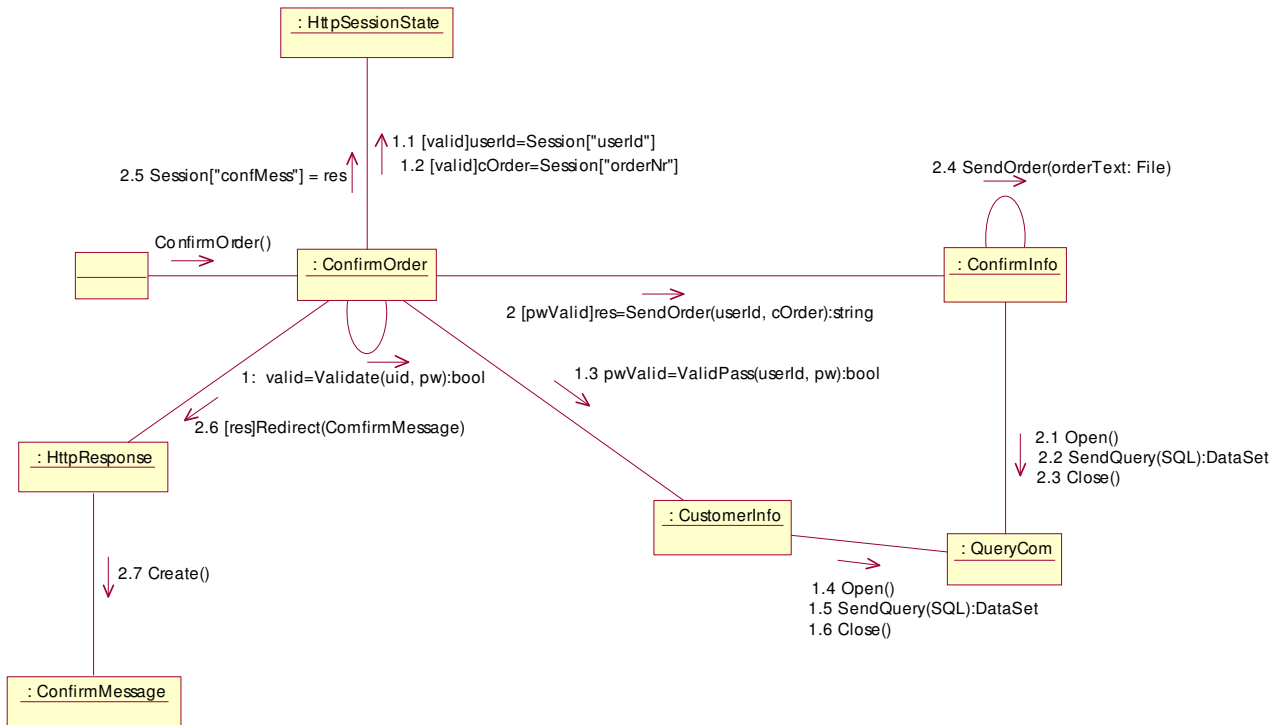 : HttpSessionState
1.1 [valid]userId=Session["userId"]
1.2 [valid]cOrder=Session["orderNr"]
2.5 Session["confMess"] = res
2.4 SendOrder(orderText: File)
ConfirmOrder()
: ConfirmOrder
: ConfirmInfo
2 [pwValid]res=SendOrder(userId, cOrder):string
1: valid=Validate(uid, pw):bool
1.3 pwValid=ValidPass(userId, pw):bool
2.6 [res]Redirect(ComfirmMessage)
: HttpResponse
2.1 Open()
2.2 SendQuery(SQL):DataSet
2.3 Close()
: CustomerInfo
: QueryCom
2.7 Create()
1.4 Open()
1.5 SendQuery(SQL):DataSet
1.6 Close()
: ConfirmMessage